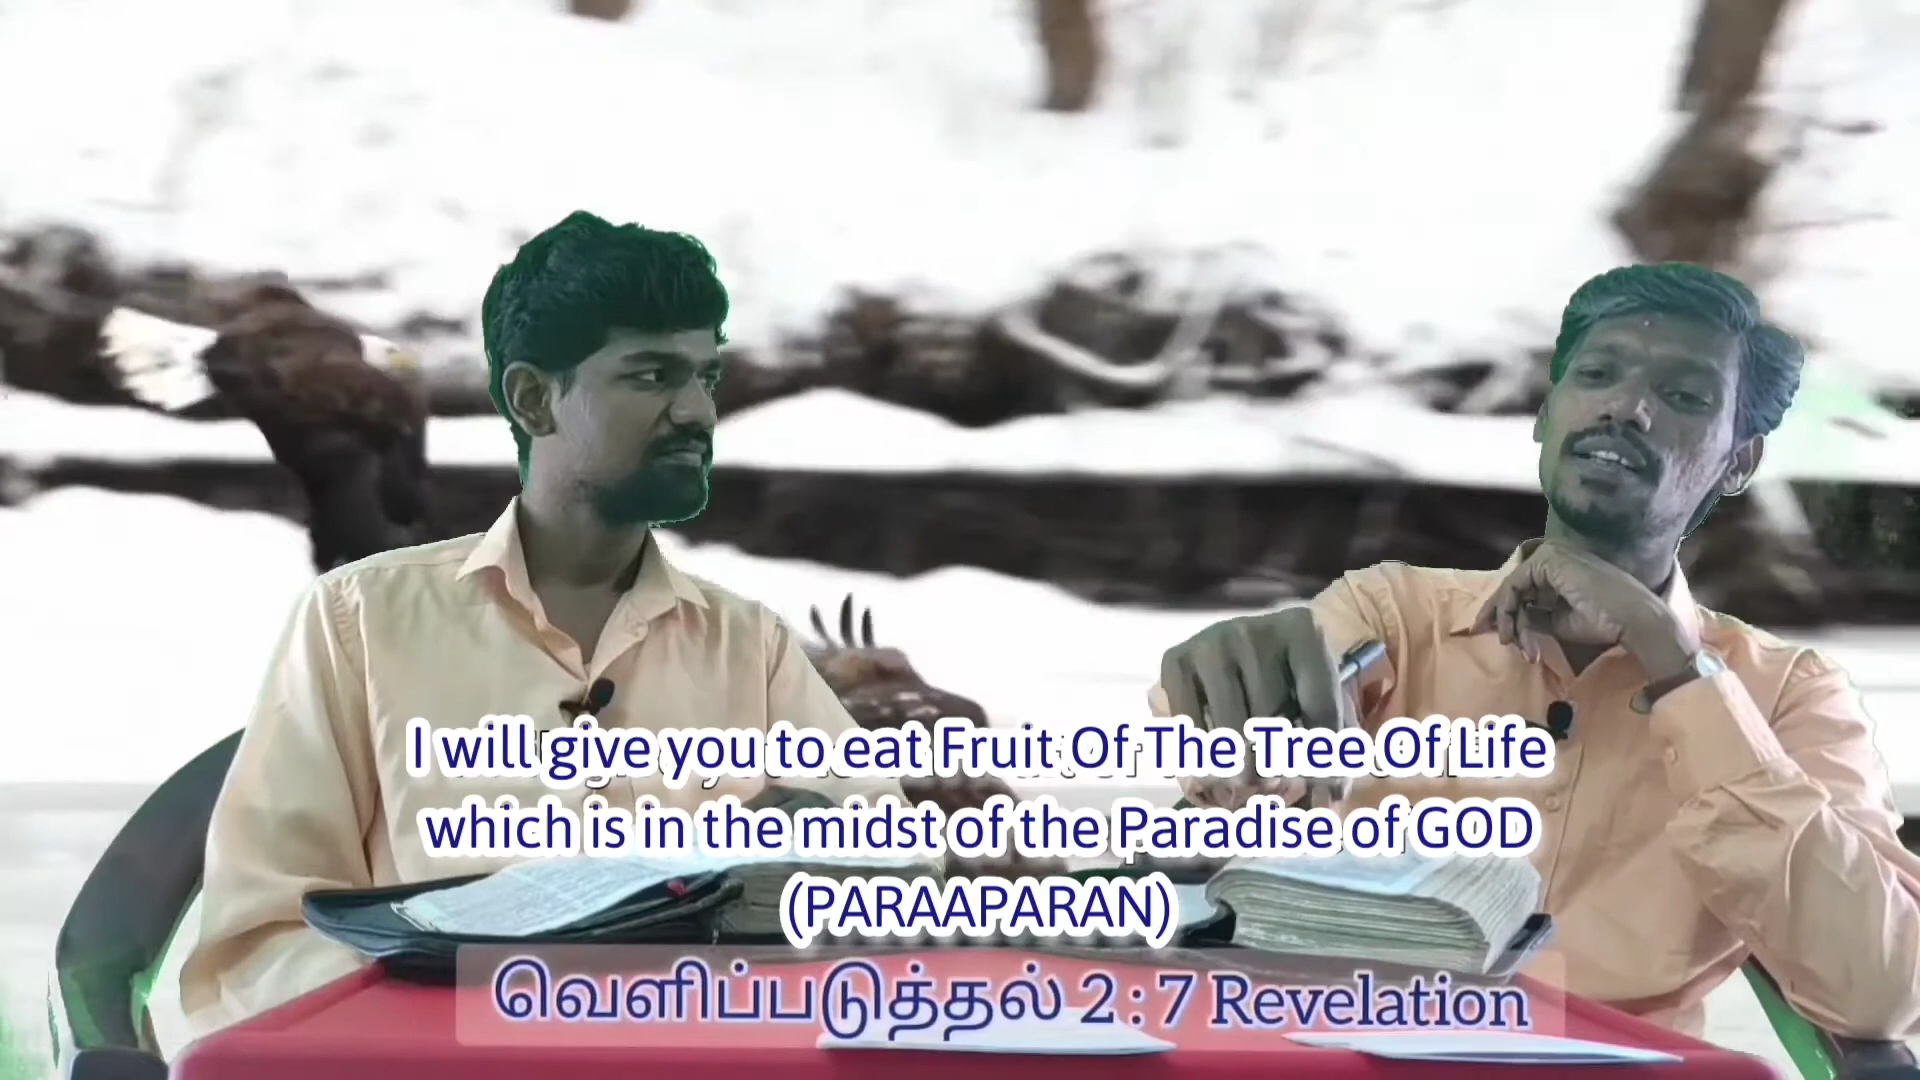 I will give you to eat Fruit Of The Tree Of Life
which is in the midst of the Paradise of GOD
(PARAAPARAN)
வெளிப்படுத்தல் 2 : 7 Revelation